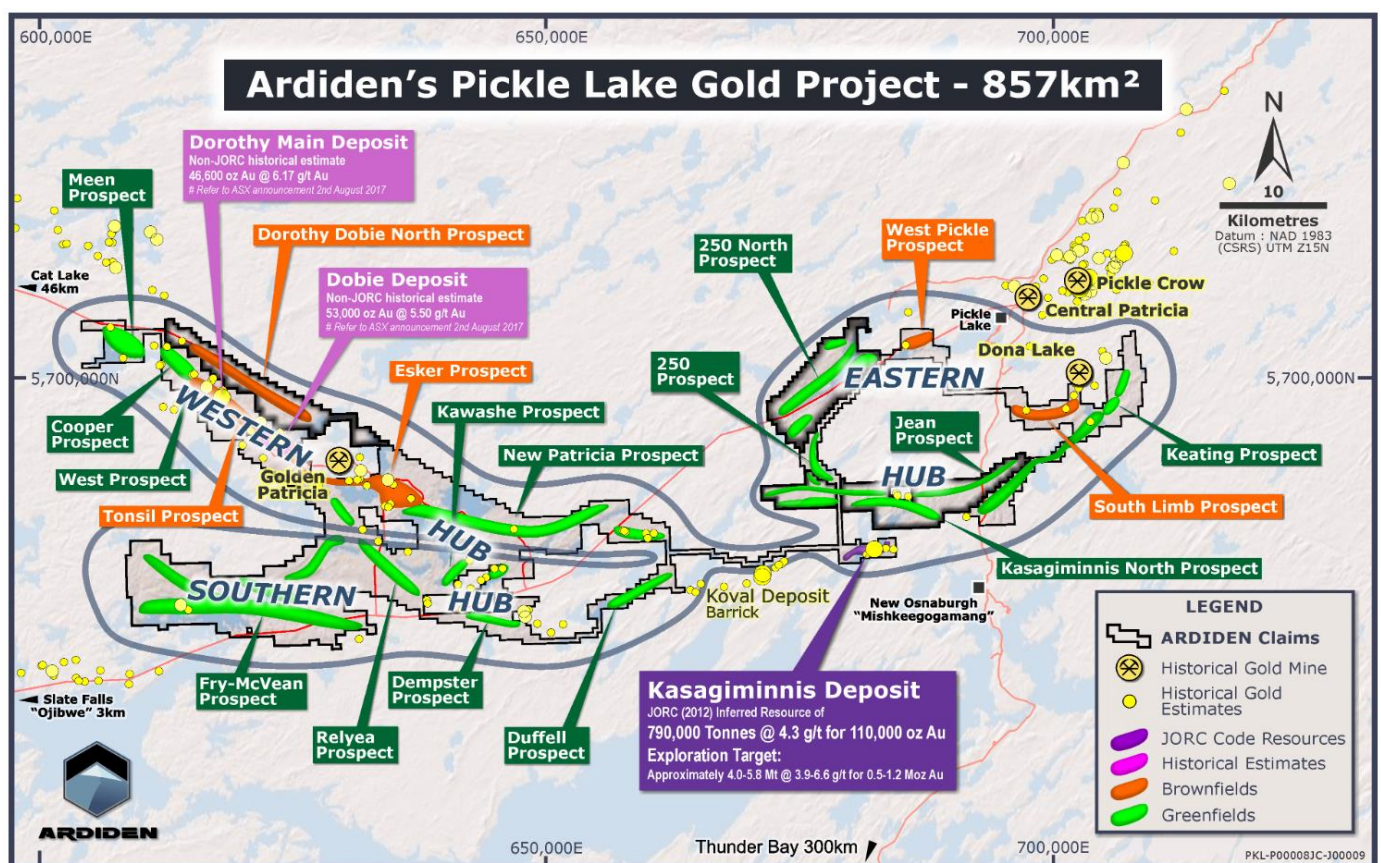 600,000E
650,000E
700,000E
Ardiden's Pickle Lake Gold Project - 857km²
N
10
Kilometres
Datum : NAD 1983
(CSRS) UTM Z15N
Dorothy Main Deposit
Non-JORC historical estimate
46,600 oz Au @ 6.17 g/t Au
# Refer to ASX announcement 2nd August 2017
Meen
Prospect
Dorothy Dobie North Prospect
West Pickle
Prospect
250 North
Prospect
Cat Lake
46km
Dobie Deposit
Non-JORC historical estimate
53,000 oz Au @ 5.50 g/t Au
# Refer to ASX announcement 2nd August 2017
Pickle Crow
Central Patricia
Pickle
Lake
Dona Lake
250
Prospect
5,700,000N
Esker Prospect
EASTERN
5,700,000N
WESTERN
Kawashe Prospect
Cooper
Prospect
Jean
Prospect
New Patricia Prospect
Keating Prospect
West Prospect
Golden
Patricia
HUB
South Limb Prospect
Tonsil Prospect
HUB
Kasagiminnis North Prospect
SOUTHERN
HUB
Koval Deposit
Barrick
New Osnaburgh
"Mishkeegogamang"
Fry-McVean
Prospect
Dempster
Prospect
Slate Falls
"Ojibwe" 3km
Relyea
Prospect
Duffell
Prospect
Kasagiminnis Deposit
JORC (2012) Inferred Resource of
790,000 Tonnes @ 4.3 g/t for 110,000 oz Au
Exploration Target:
Approximately 4.0-5.8 Mt @ 3.9-6.6 g/t for 0.5-1.2 Moz Au
LEGEND
ARDIDEN Claims
Historical Gold Mine
Historical Gold
Estimates
JORC Code Resources
Historical Estimates
Brownfields
Greenfields
ARDIDEN
650,000E
Thunder Bay 300km
700,000E
PKL-P00008JC-J00009